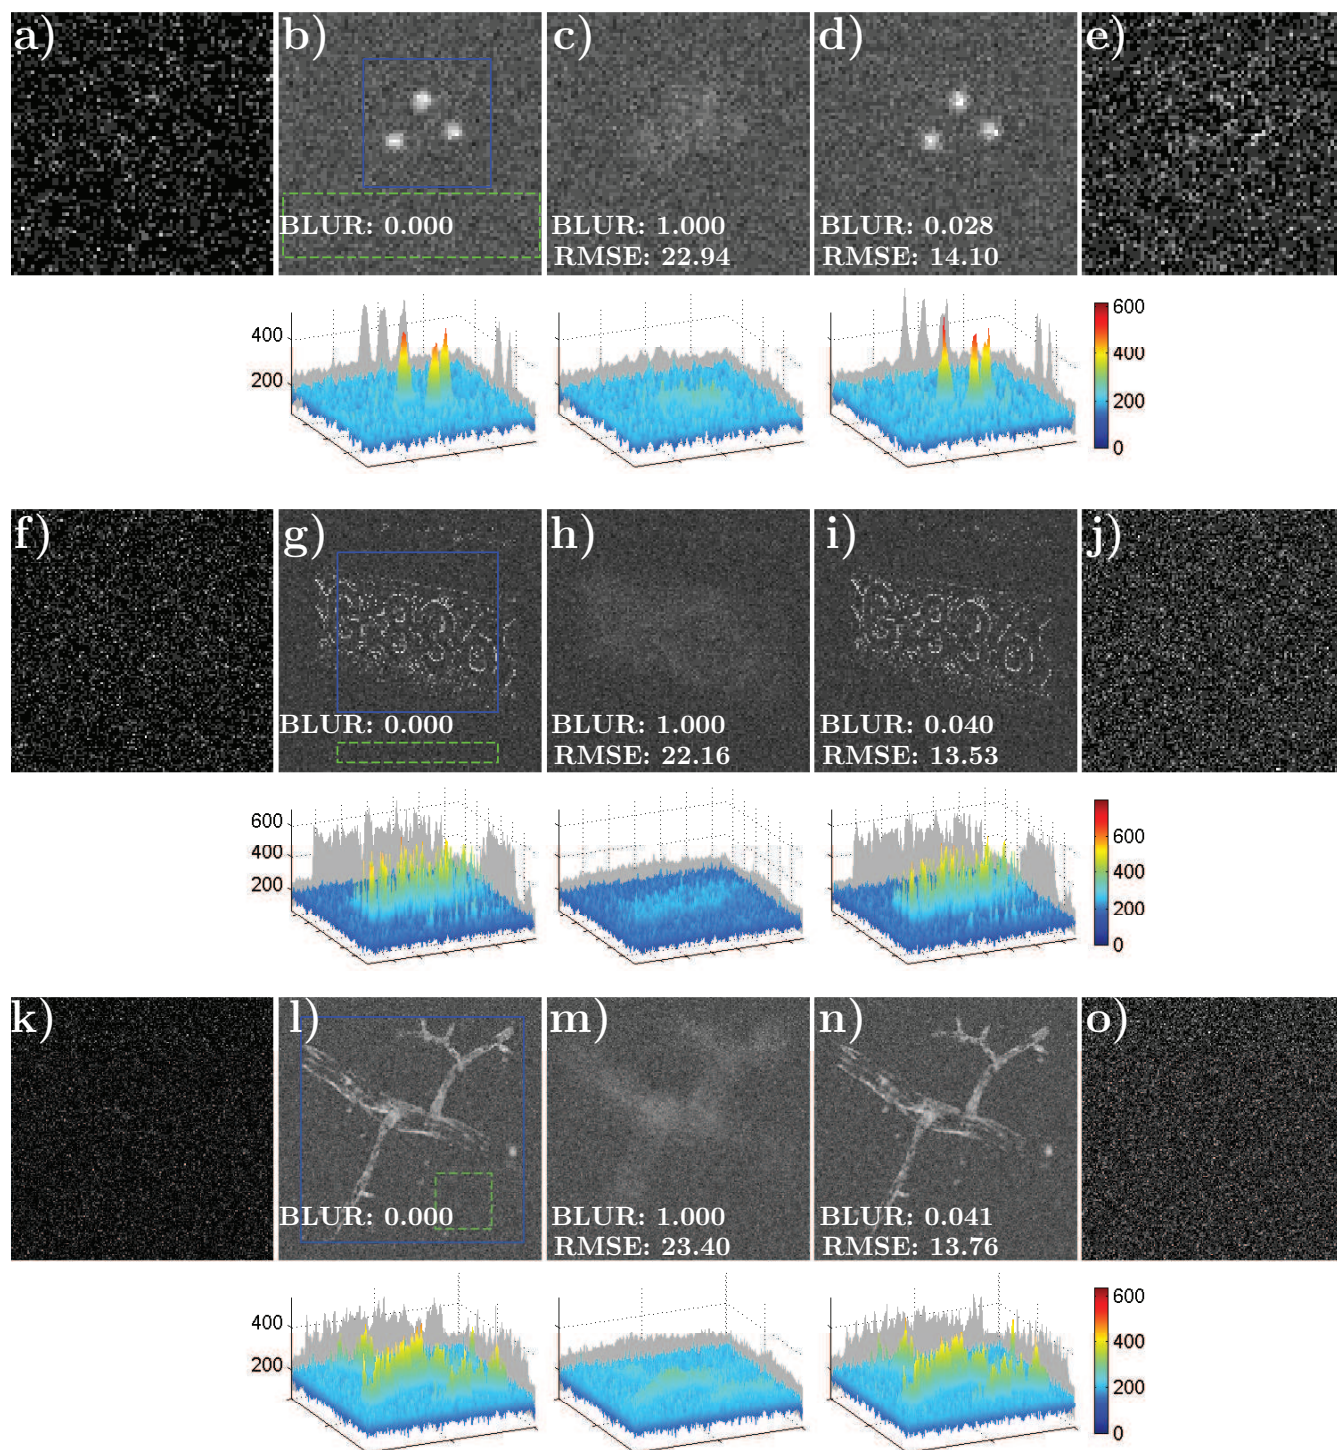 a) b) c) d) e)
BLUR: 0.000 BLUR: 1.000 BLUR: 0.028
RMSE: 22.94 RMSE: 14.10
400
200
600
400
200
0
f) g) h) i) j)
BLUR: 0.000 BLUR: 1.000 BLUR: 0.040
RMSE: 22.16 RMSE: 13.53
600
400
200
600
400
200
0
k) l) m) n) o)
BLUR: 0.000 BLUR: 1.000 BLUR: 0.041
RMSE: 23.40 RMSE: 13.76
400
200
600
400
200
0